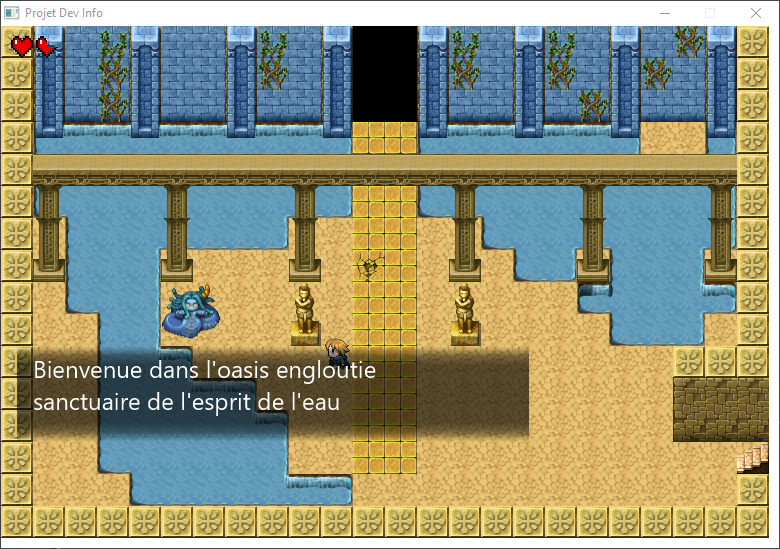 Projet Dev Info
Bienvenue dans l'oasis engloutie
sanctuaire de l'esprit de l'eau